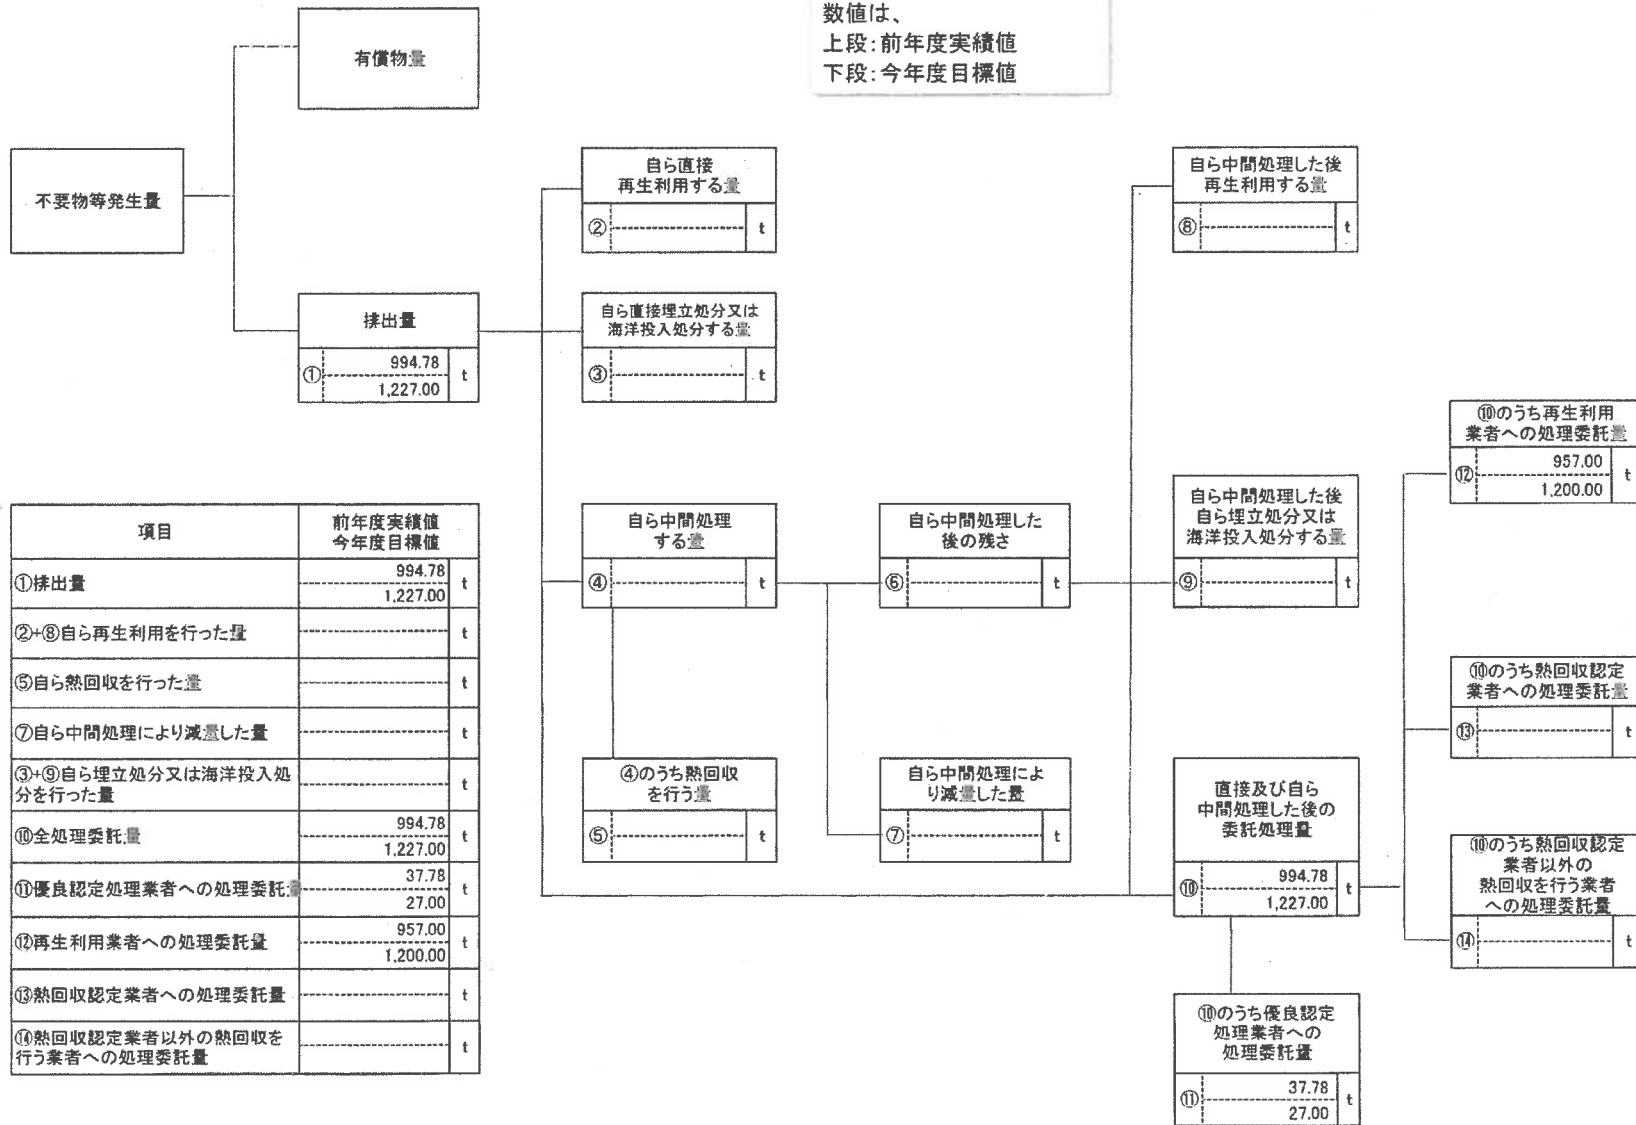 数値は、
上段:前年度実績値
下段:今年度目標値
有償物量
不要物等発生量
排出量
① 994.78 t
1,227.00
自ら直接
再生利用する量
② t
自ら直接埋立処分又は
海洋投入処分する量
③ t
自ら中間処理
する量
④ t
④のうち熱回収
を行う量
⑤ t
自ら中間処理した
後の残さ
⑥ t
自ら中間処理によ
り減量した量
⑦ t
自ら中間処理した後
再生利用する量
⑧ t
自ら中間処理した後
自ら埋立処分又は
海洋投入処分する量
⑨ t
直接及び自ら
中間処理した後の
委託処理量
⑩ 994.78 t
1,227.00
⑩のうち優良認定
処理業者への
処理委託量
⑪ 37.78 t
27.00
⑩のうち再生利用
業者への処理委託量
⑫ 957.00 t
1,200.00
⑩のうち熱回収認定
業者への処理委託量
⑬ t
⑩のうち熱回収認定
業者以外の
熱回収を行う業者
への処理委託量
⑭ t
項目 前年度実績値
今年度目標値
①排出量 994.78 t
1,227.00
②+⑧自ら再生利用を行った量 t
⑤自ら熱回収を行った量 t
⑦自ら中間処理により減量した量 t
③+⑨自ら埋立処分又は海洋投入処
分を行った量 t
⑩全処理委託量 994.78 t
1,227.00
⑪優良認定処理業者への処理委託量 37.78 t
27.00
⑫再生利用業者への処理委託量 957.00 t
1,200.00
⑬熱回収認定業者への処理委託量 t
⑭熱回収認定業者以外の熱回収を
行う業者への処理委託量 t